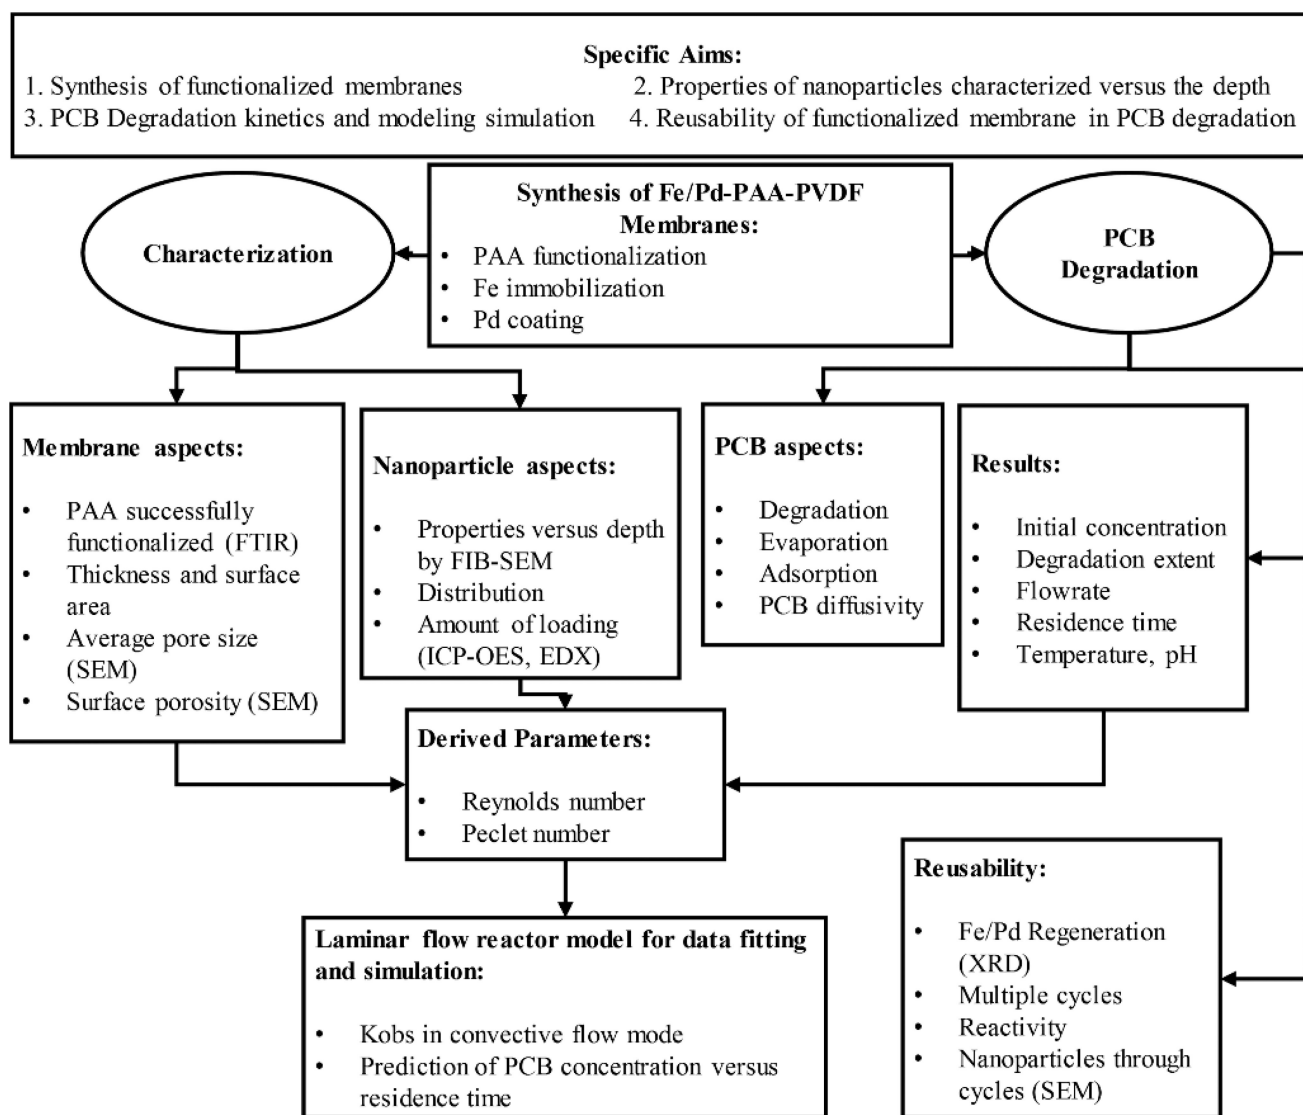 Specific Aims:
1. Synthesis of functionalized membranes
2. Properties of nanoparticles characterized versus the depth
3. PCB Degradation kinetics and modeling simulation
4. Reusability of functionalized membrane in PCB degradation
Characterization
Synthesis of Fe/Pd-PAA-PVDF
Membranes:
• PAA functionalization
• Fe immobilization
• Pd coating
PCB
Degradation
Membrane aspects:
• PAA successfully
functionalized (FTIR)
• Thickness and surface
area
• Average pore size
(SEM)
• Surface porosity (SEM)
Nanoparticle aspects:
• Properties versus depth
by FIB-SEM
• Distribution
• Amount of loading
(ICP-OES, EDX)
PCB aspects:
• Degradation
• Evaporation
• Adsorption
• PCB diffusivity
Results:
• Initial concentration
• Degradation extent
• Flowrate
• Residence time
• Temperature, pH
Derived Parameters:
• Reynolds number
• Peclet number
Laminar flow reactor model for data fitting
and simulation:
• Kobs in convective flow mode
• Prediction of PCB concentration versus
residence time
Reusability:
• Fe/Pd Regeneration
(XRD)
• Multiple cycles
• Reactivity
• Nanoparticles through
cycles (SEM)